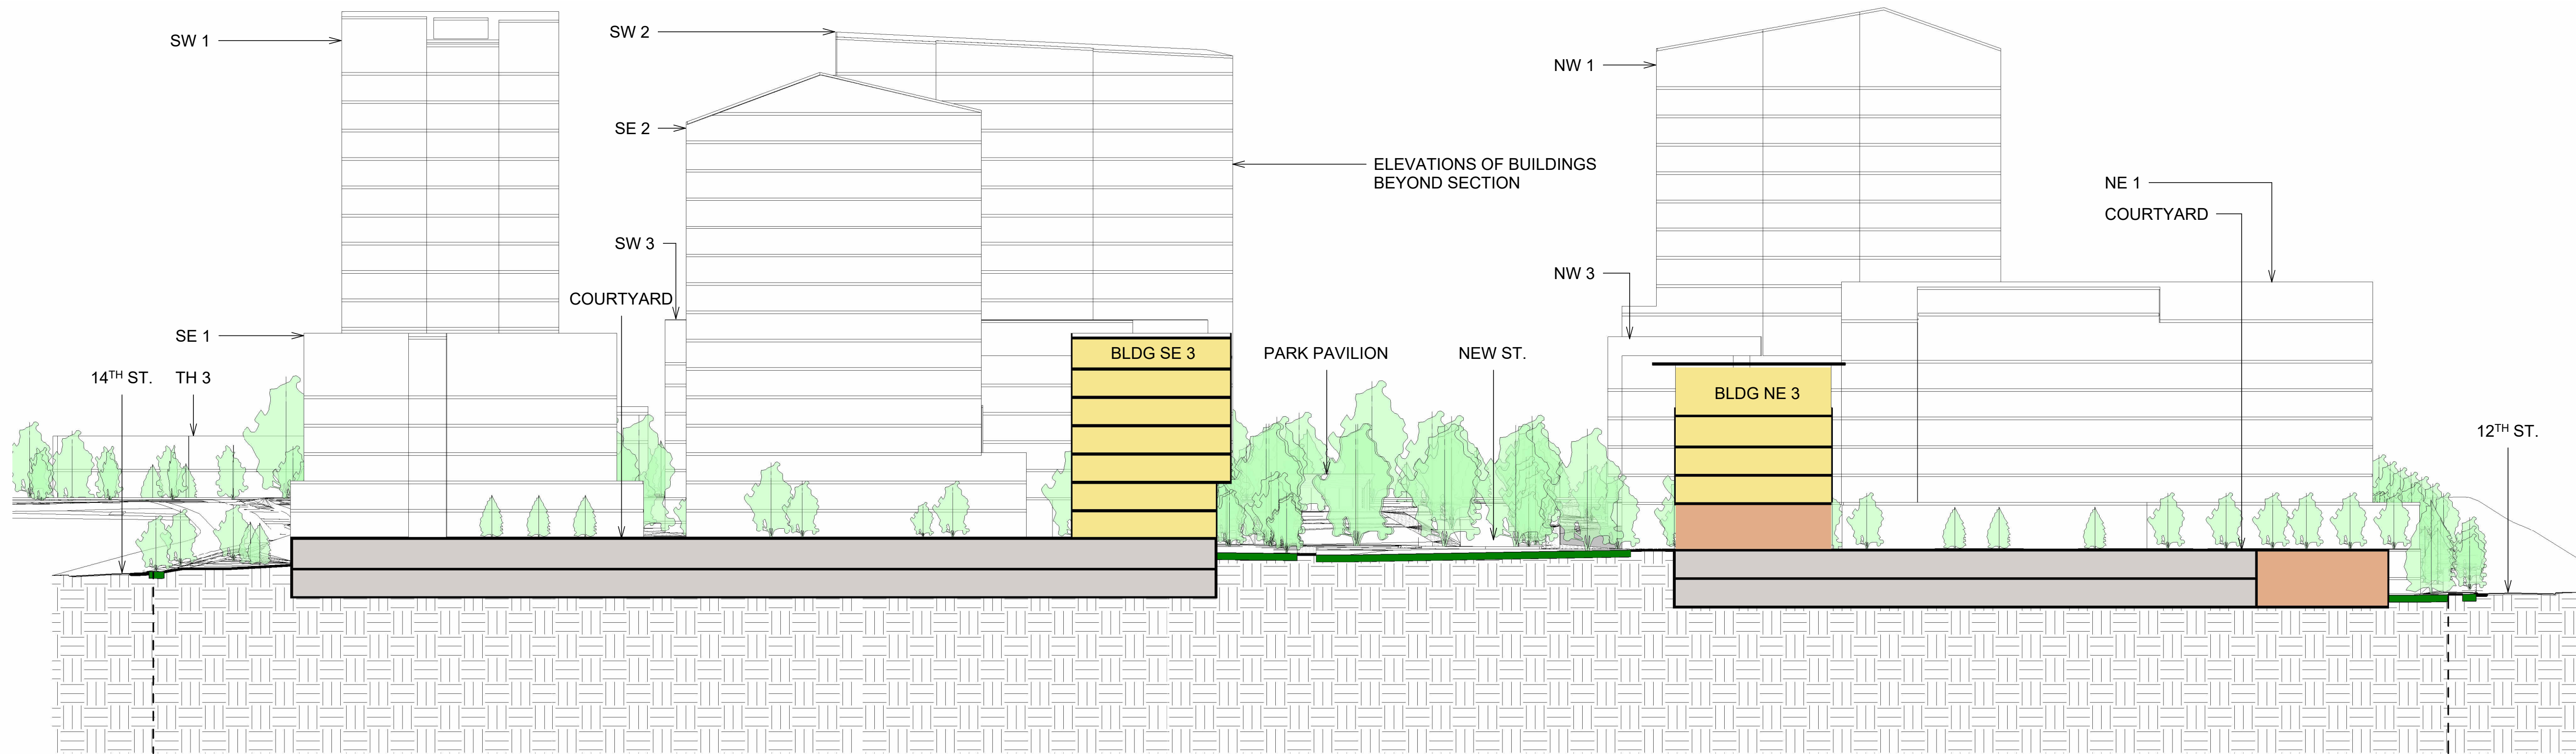 SW 1
SW 2
SE 2
NW 1
ELEVATIONS OF BUILDINGS
BEYOND SECTION
NE 1
COURTYARD
SW 3
NW 3
COURTYARD
SE 1
BLDG SE 3
PARK PAVILION
NEW ST.
14TH ST.
TH 3
BLDG NE 3
12TH ST.